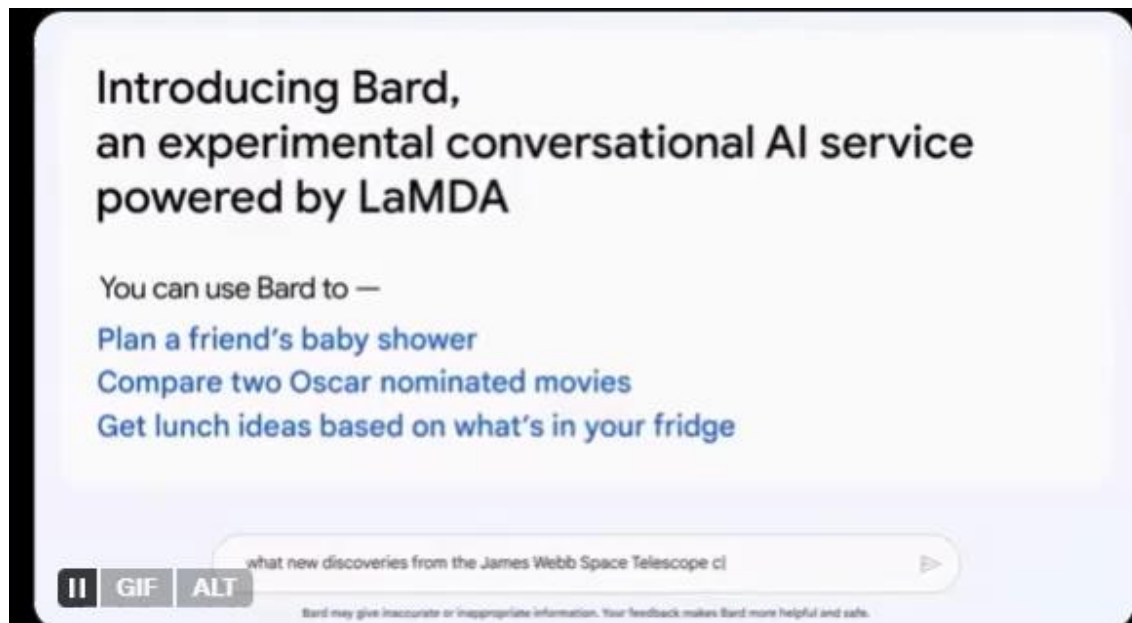 Introducing Bard,
an experimental conversational AI service
powered by LaMDA
You can use Bard to —
Plan a friend's baby shower
Compare two Oscar nominated movies
Get lunch ideas based on what's in your fridge
what new discoveries from the James Webb Space Telescope c
GIF
ALT
Bard may give inaccurate or inappropriate information. Your feedback makes Bard more helpful and safe.